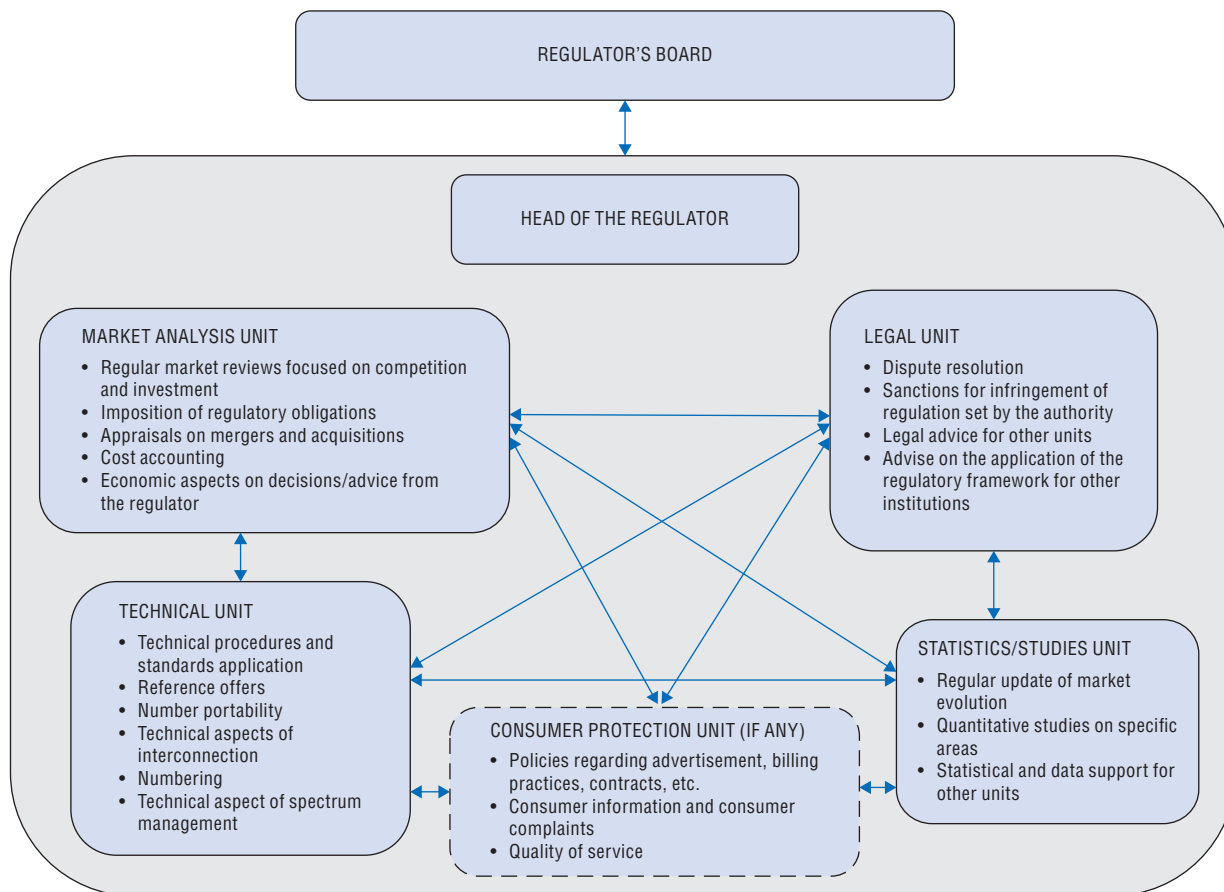 REGULATOR'S BOARD
HEAD OF THE REGULATOR
MARKET ANALYSIS UNIT
• Regular market reviews focused on competition
and investment
• Imposition of regulatory obligations
• Appraisals on mergers and acquisitions
• Cost accounting
• Economic aspects on decisions/advice from
the regulator
LEGAL UNIT
• Dispute resolution
• Sanctions for infringement of
regulation set by the authority
• Legal advice for other units
• Advise on the application of the
regulatory framework for other
institutions
TECHNICAL UNIT
• Technical procedures and
standards application
• Reference offers
• Number portability
• Technical aspects of
interconnection
• Numbering
• Technical aspect of spectrum
management
CONSUMER PROTECTION UNIT (IF ANY)
• Policies regarding advertisement, billing
practices, contracts, etc.
• Consumer information and consumer
complaints
• Quality of service
STATISTICS/STUDIES UNIT
• Regular update of market
evolution
• Quantitative studies on specific
areas
• Statistical and data support for
other units